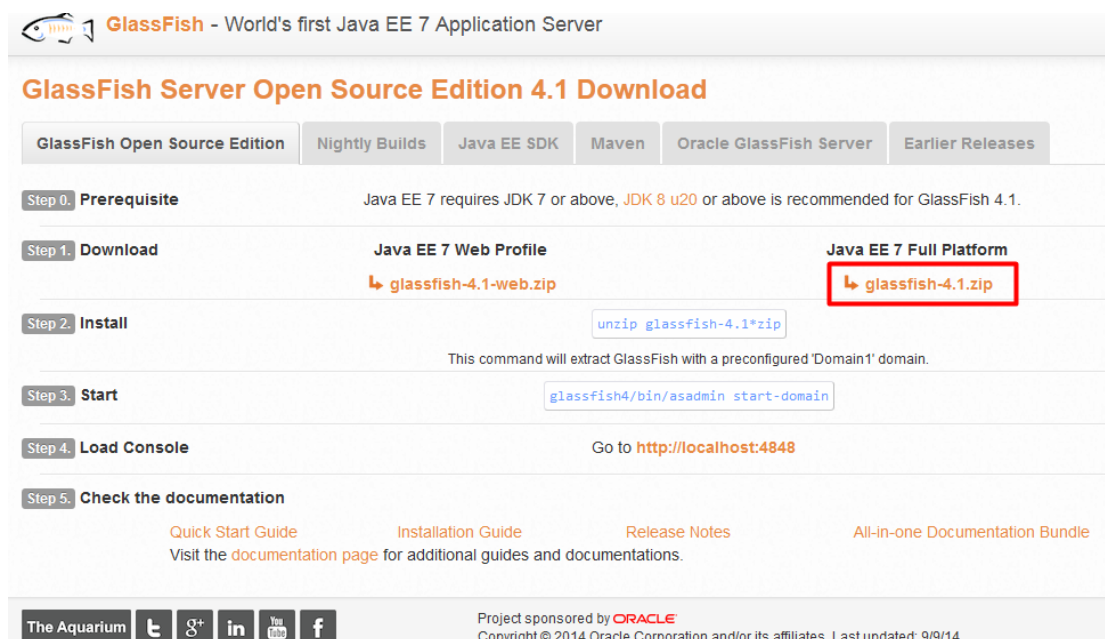 GlassFish - World's first Java EE 7 Application Server
GlassFish Server Open Source Edition 4.1 Download
GlassFish Open Source Edition Nightly Builds Java EE SDK Maven Oracle GlassFish Server Earlier Releases
Step 0. Prerequisite Java EE 7 requires JDK 7 or above, JDK 8 u20 or above is recommended for GlassFish 4.1.
Step 1. Download Java EE 7 Web Profile Java EE 7 Full Platform
glassfish-4.1-web.zip glassfish-4.1.zip
Step 2. Install unzip glassfish-4.1*zip
This command will extract GlassFish with a preconfigured 'Domain1' domain.
Step 3. Start glassfish4/bin/asadmin start-domain
Step 4. Load Console Go to http://localhost:4848
Step 5. Check the documentation
Quick Start Guide Installation Guide Release Notes All-in-one Documentation Bundle
Visit the documentation page for additional guides and documentations.
The Aquarium t g+ in You Tube f Project sponsored by ORACLE
Copyright © 2014 Oracle Corporation and/or its affiliates. Last updated: 9/9/14